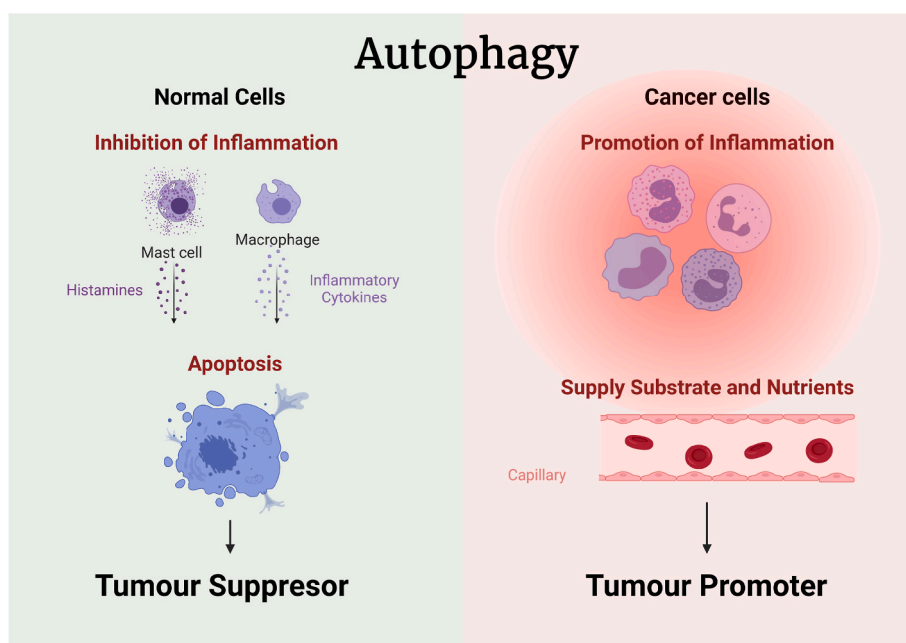 Autophagy
Normal Cells
Inhibition of Inflammation
Mast cell
Macrophage
Histamines
Inflammatory
Cytokines
Apoptosis
Tumour Suppresor
Cancer cells
Promotion of Inflammation
Supply Substrate and Nutrients
Capillary
Tumour Promoter